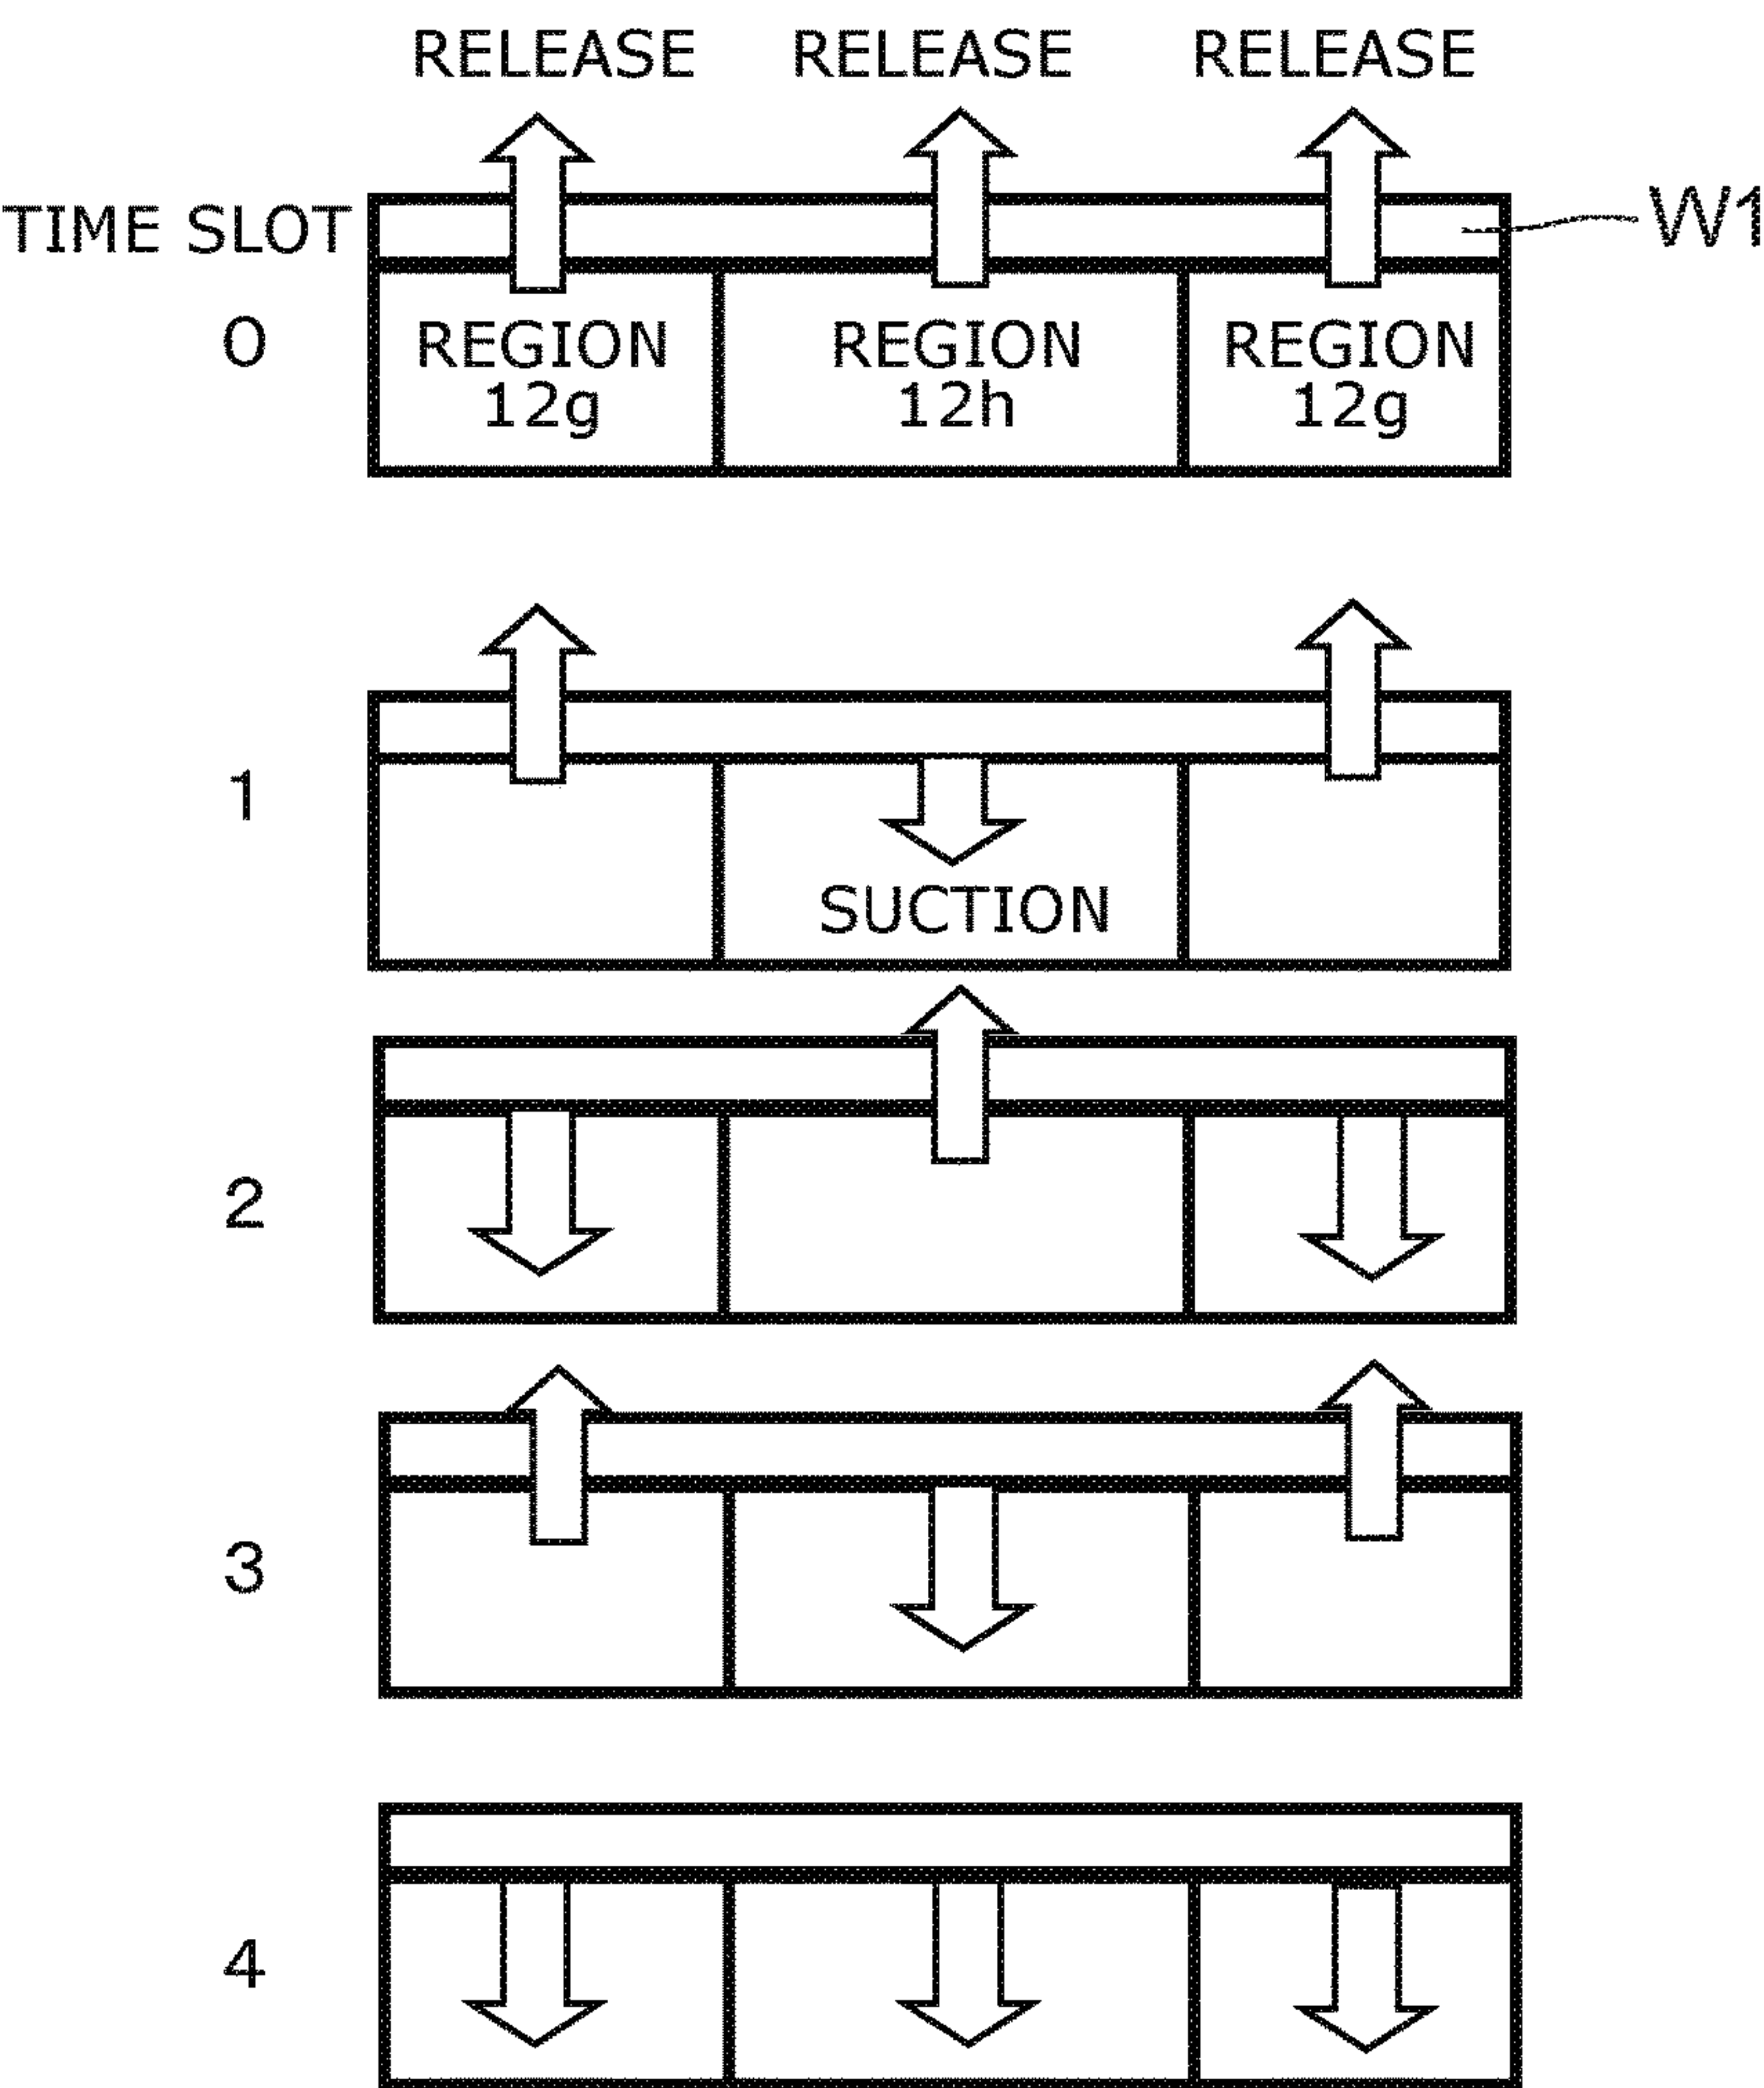 RELEASE RELEASE RELEASE
TIME SLOT W1
0 REGION REGION REGION
12g 12h 12g
1
SUCTION
2
3
4